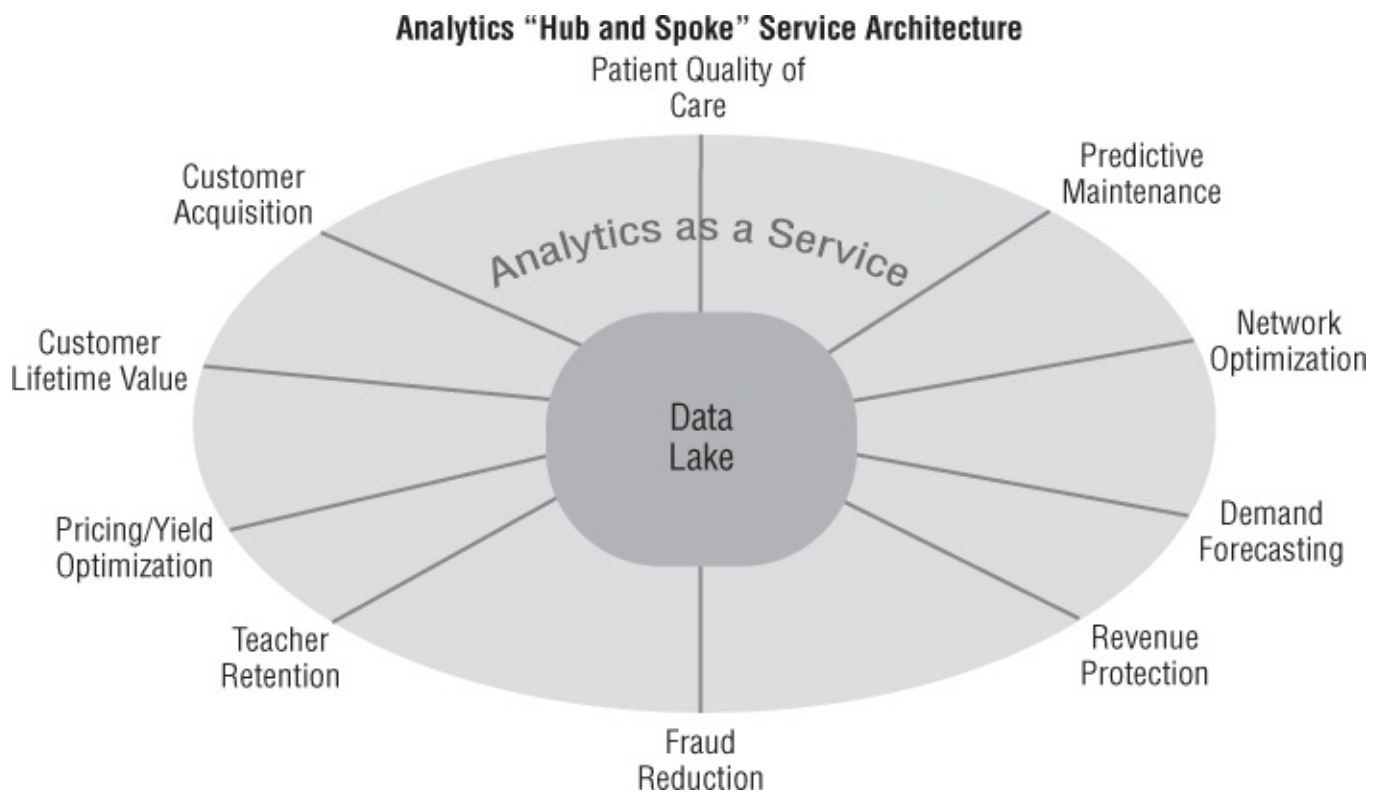 Analytics “Hub and Spoke” Service Architecture
Patient Quality of
Care
Predictive
Maintenance
Customer
Acquisition
Analytics as a Service
Network
Optimization
Customer
Lifetime Value
Data
Lake
Demand
Forecasting
Pricing/Yield
Optimization
Teacher
Retention
Revenue
Protection
Fraud
Reduction